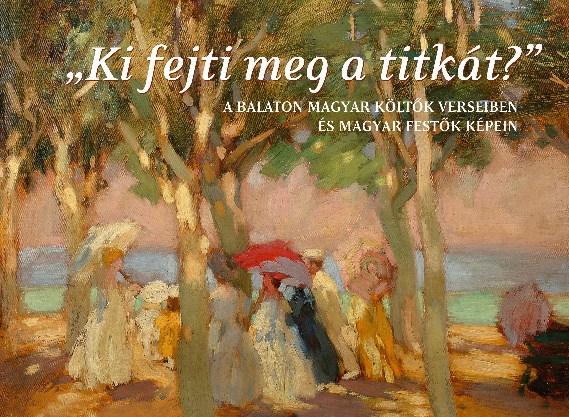 „Ki fejti meg a titkát?”
A BALATON MAGYAR KÖLTŐK VERSEIBEN
ÉS MAGYAR FESTŐK KÉPEIN